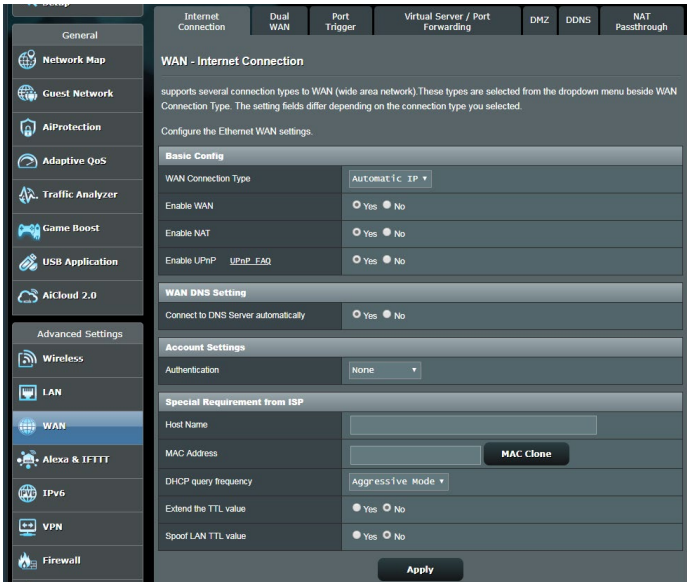 Setup
General
Network Map
Guest Network
AiProtection
Adaptive QoS
Traffic Analyzer
Game Boost
USB Application
AiCloud 2.0
Advanced Settings
Wireless
LAN
WAN
Alexa & IFTTT
IPv6
VPN
Firewall
Internet
Connection
Dual
WAN
Port
Trigger
Virtual Server / Port
Forwarding
DMZ
DDNS
NAT
Passthrough
WAN - Internet Connection
supports several connection types to WAN (wide area network).These types are selected from the dropdown menu beside WAN
Connection Type. The setting fields differ depending on the connection type you selected.
Configure the Ethernet WAN settings.
Basic Config
WAN Connection Type Automatic IP
Enable WAN Yes No
Enable NAT Yes No
Enable UPnP UPnP FAQ Yes No
WAN DNS Setting
Connect to DNS Server automatically Yes No
Account Settings
Authentication None
Special Requirement from ISP
Host Name
MAC Address MAC Clone
DHCP query frequency Aggressive Mode
Extend the TTL value Yes No
Spoof LAN TTL value Yes No
Apply